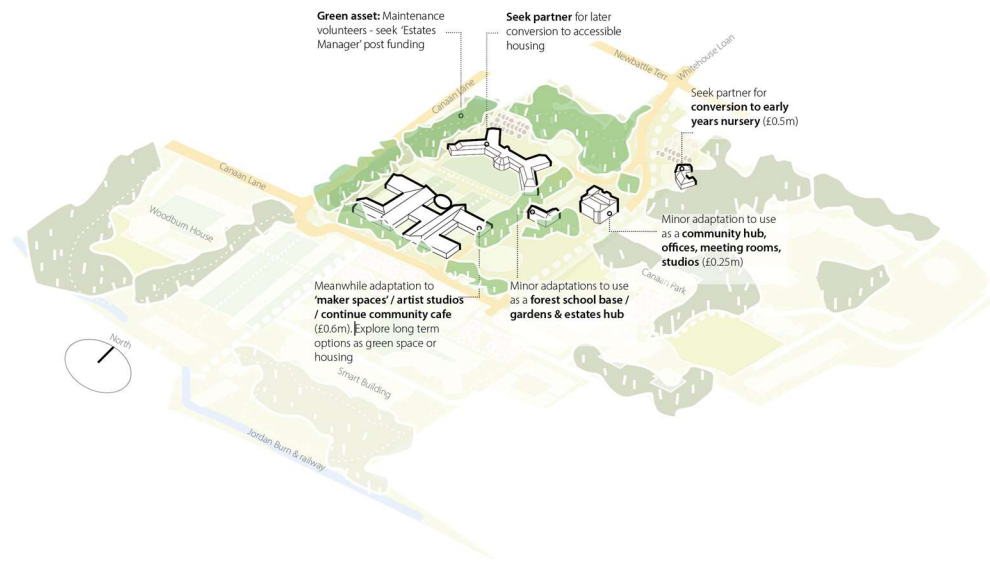 Green asset: Maintenance
volunteers - seek ‘Estates
Manager’ post funding
Seek partner for later
conversion to accessible
housing
Newbattle Terr
Whitehouse Loan
Seek partner for
conversion to early
years nursery (£0.5m)
Canaan Lane
Canaan Lane
Woodburn House
Minor adaptation to use
as a community hub,
offices, meeting rooms,
studios (£0.25m)
Canaan Park
Meanwhile adaptation to
‘maker spaces’ / artist studios
/ continue community cafe
(£0.6m). Explore long term
options as green space or
housing
Minor adaptations to use
as a forest school base /
gardens & estates hub
North
Smart Building
Jordan Burn & railway